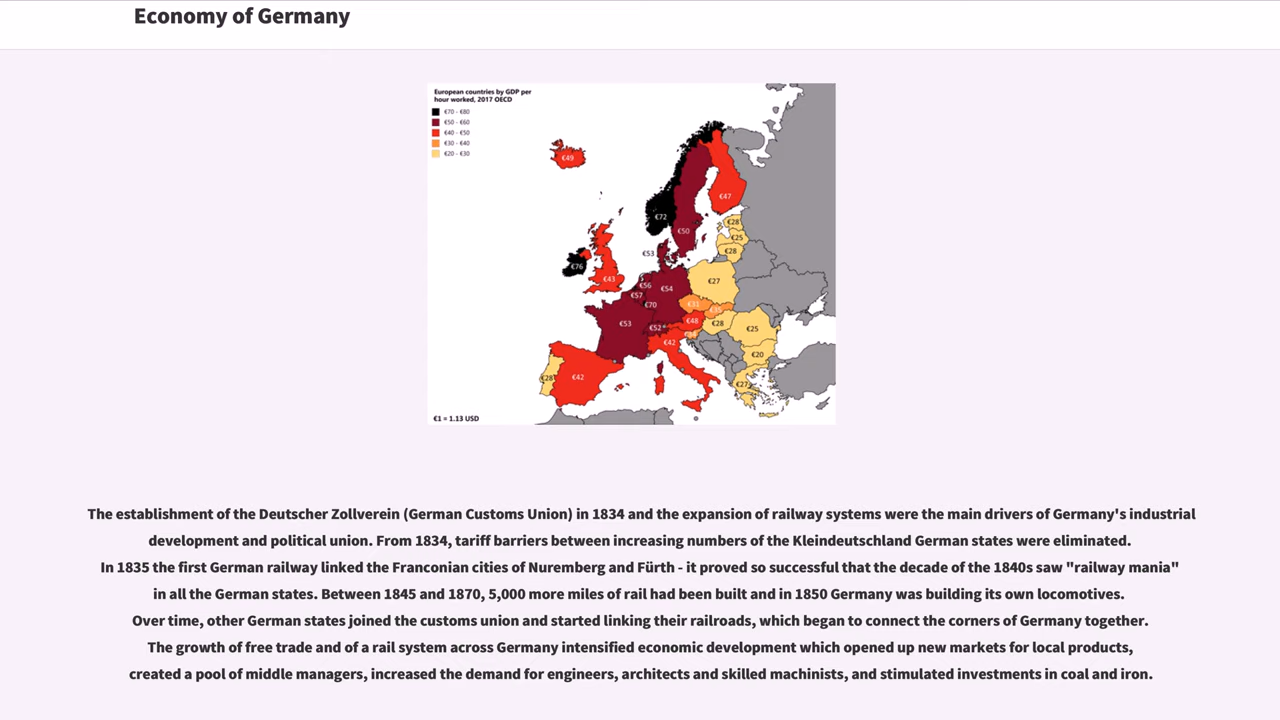 Economy of Germany
European countries by GDP per
hour worked, 2017 OECD
€70 - €80
€50 - €60
€40 - €50
€30 - €40
€20 - €30
€49
€47
€72
€50
€28
€25
€28
€53
€76
€43
€56
€57
€54
€27
€70
€31
€53
€52
€48
€28
€25
€42
€20
€28
€42
€27
€1 = 1.13 USD
The establishment of the Deutscher Zollverein (German Customs Union) in 1834 and the expansion of railway systems were the main drivers of Germany's industrial
development and political union. From 1834, tariff barriers between increasing numbers of the Kleindeutschland German states were eliminated.
In 1835 the first German railway linked the Franconian cities of Nuremberg and Fürth - it proved so successful that the decade of the 1840s saw "railway mania"
in all the German states. Between 1845 and 1870, 5,000 more miles of rail had been built and in 1850 Germany was building its own locomotives.
Over time, other German states joined the customs union and started linking their railroads, which began to connect the corners of Germany together.
The growth of free trade and of a rail system across Germany intensified economic development which opened up new markets for local products,
created a pool of middle managers, increased the demand for engineers, architects and skilled machinists, and stimulated investments in coal and iron.